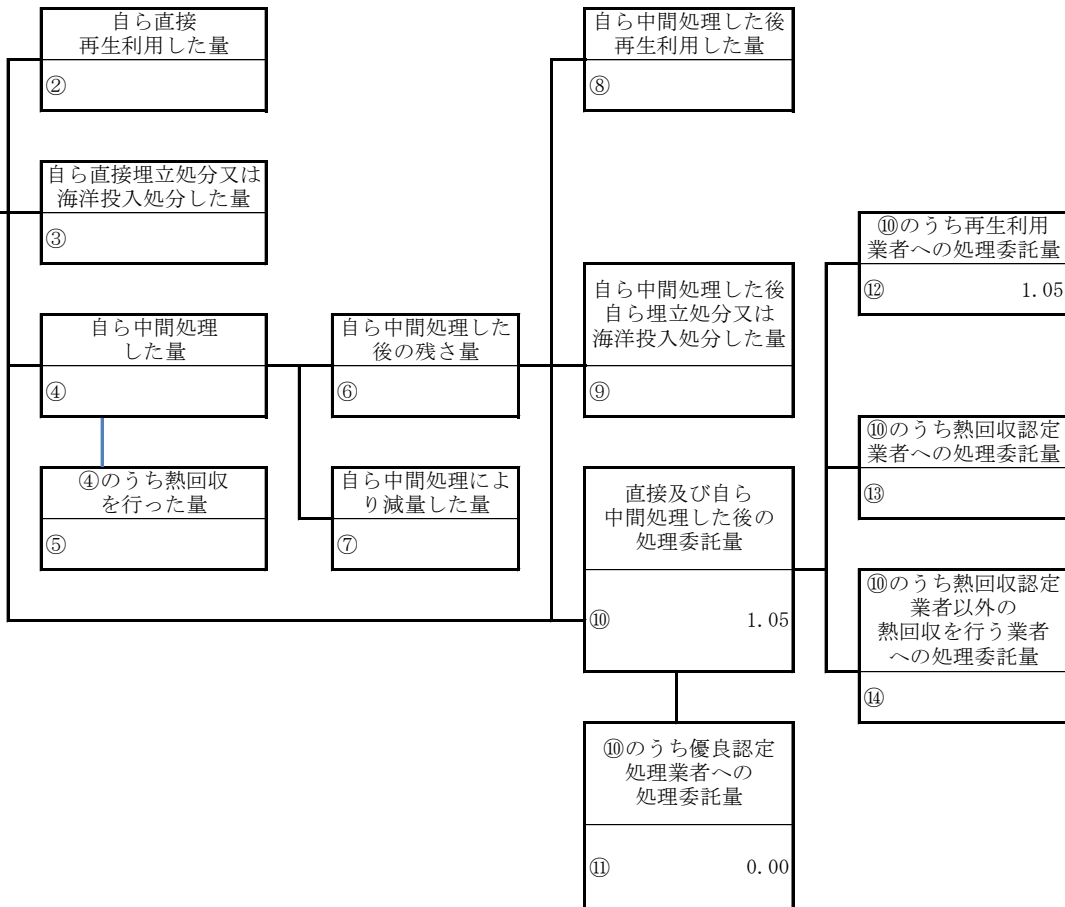 自ら直接
再生利用した量
②
自ら中間処理した後
再生利用した量
⑧
自ら直接埋立処分又は
海洋投入処分した量
③
⑩のうち再生利用
業者への処理委託量
⑫ 1.05
自ら中間処理した後
自ら埋立処分又は
海洋投入処分した量
⑨
自ら中間処理
した量
④
自ら中間処理した
後の残さ量
⑥
⑩のうち熱回収認定
業者への処理委託量
⑬
④のうち熱回収
を行った量
⑤
自ら中間処理によ
り減量した量
⑦
直接及び自ら
中間処理した後の
処理委託量
⑩ 1.05
⑩のうち熱回収認定
業者以外の
熱回収を行う業者
への処理委託量
⑭
⑩のうち優良認定
処理業者への
処理委託量
⑪ 0.00